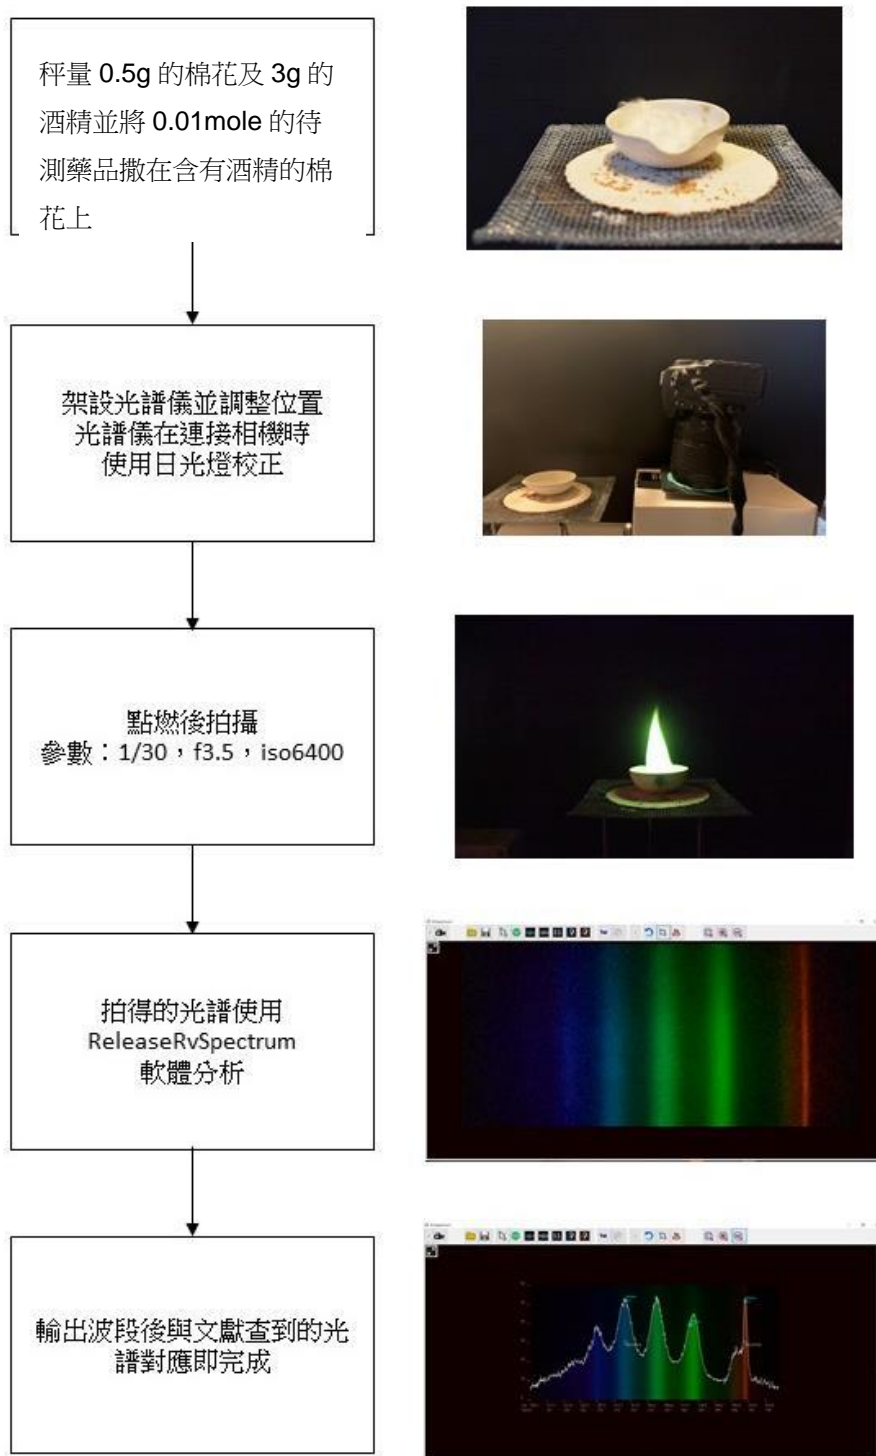 秤量 0.5g 的棉花及 3g 的
酒精並將 0.01mole 的待
測藥品撒在含有酒精的棉
花上
架設光譜儀並調整位置
光譜儀在連接相機時
使用日光燈校正
點燃後拍攝
參數：1/30，f3.5，iso6400
拍得的光譜使用
ReleaseRvSpectrum
軟體分析
輸出波段後與文獻查到的光
譜對應即完成